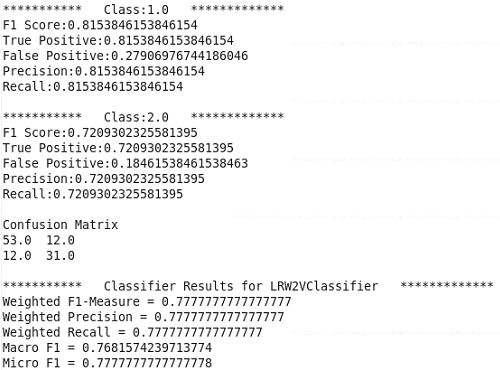 ***********   Class:1.0   *************
F1 Score:0.8153846153846154
True Positive:0.8153846153846154
False Positive:0.27906976744186046
Precision:0.8153846153846154
Recall:0.8153846153846154
***********   Class:2.0   *************
F1 Score:0.7209302325581395
True Positive:0.7209302325581395
False Positive:0.18461538461538463
Precision:0.7209302325581395
Recall:0.7209302325581395
Confusion Matrix
53.0  12.0
12.0  31.0
***********   Classifier Results for LRW2VClassifier   *************
Weighted F1-Measure = 0.7777777777777777
Weighted Precision = 0.7777777777777777
Weighted Recall = 0.7777777777777777
Macro F1 = 0.7681574239713774
Micro F1 = 0.7777777777777778